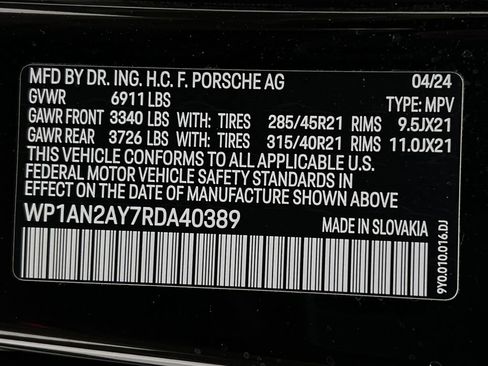 MFD BY DR. ING. H.C. F. PORSCHE AG 04/24
GVWR 6911 LBS TYPE: MPV
GAWR FRONT 3340 LBS WITH: TIRES 285/45R21 RIMS 9.5JX21
GAWR REAR 3726 LBS WITH: TIRES 315/40R21 RIMS 11.0JX21
THIS VEHICLE CONFORMS TO ALL APPLICABLE U.S.
FEDERAL MOTOR VEHICLE SAFETY STANDARDS IN
EFFECT ON THE DATE OF MANUFACTURE SHOWN ABOVE
WP1AN2AY7RDA40389 MADE IN SLOVAKIA
9Y0.010.016.DJ